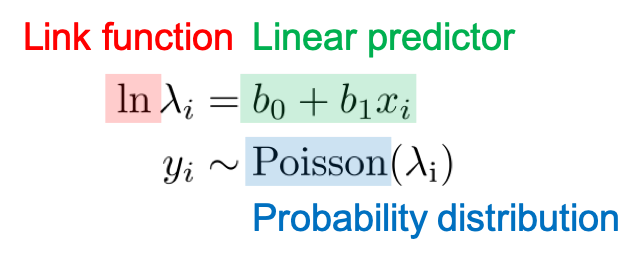 Link function Linear predictor
ln λᵢ = b₀ + b₁xᵢ
yᵢ ∼ Poisson(λᵢ)
Probability distribution